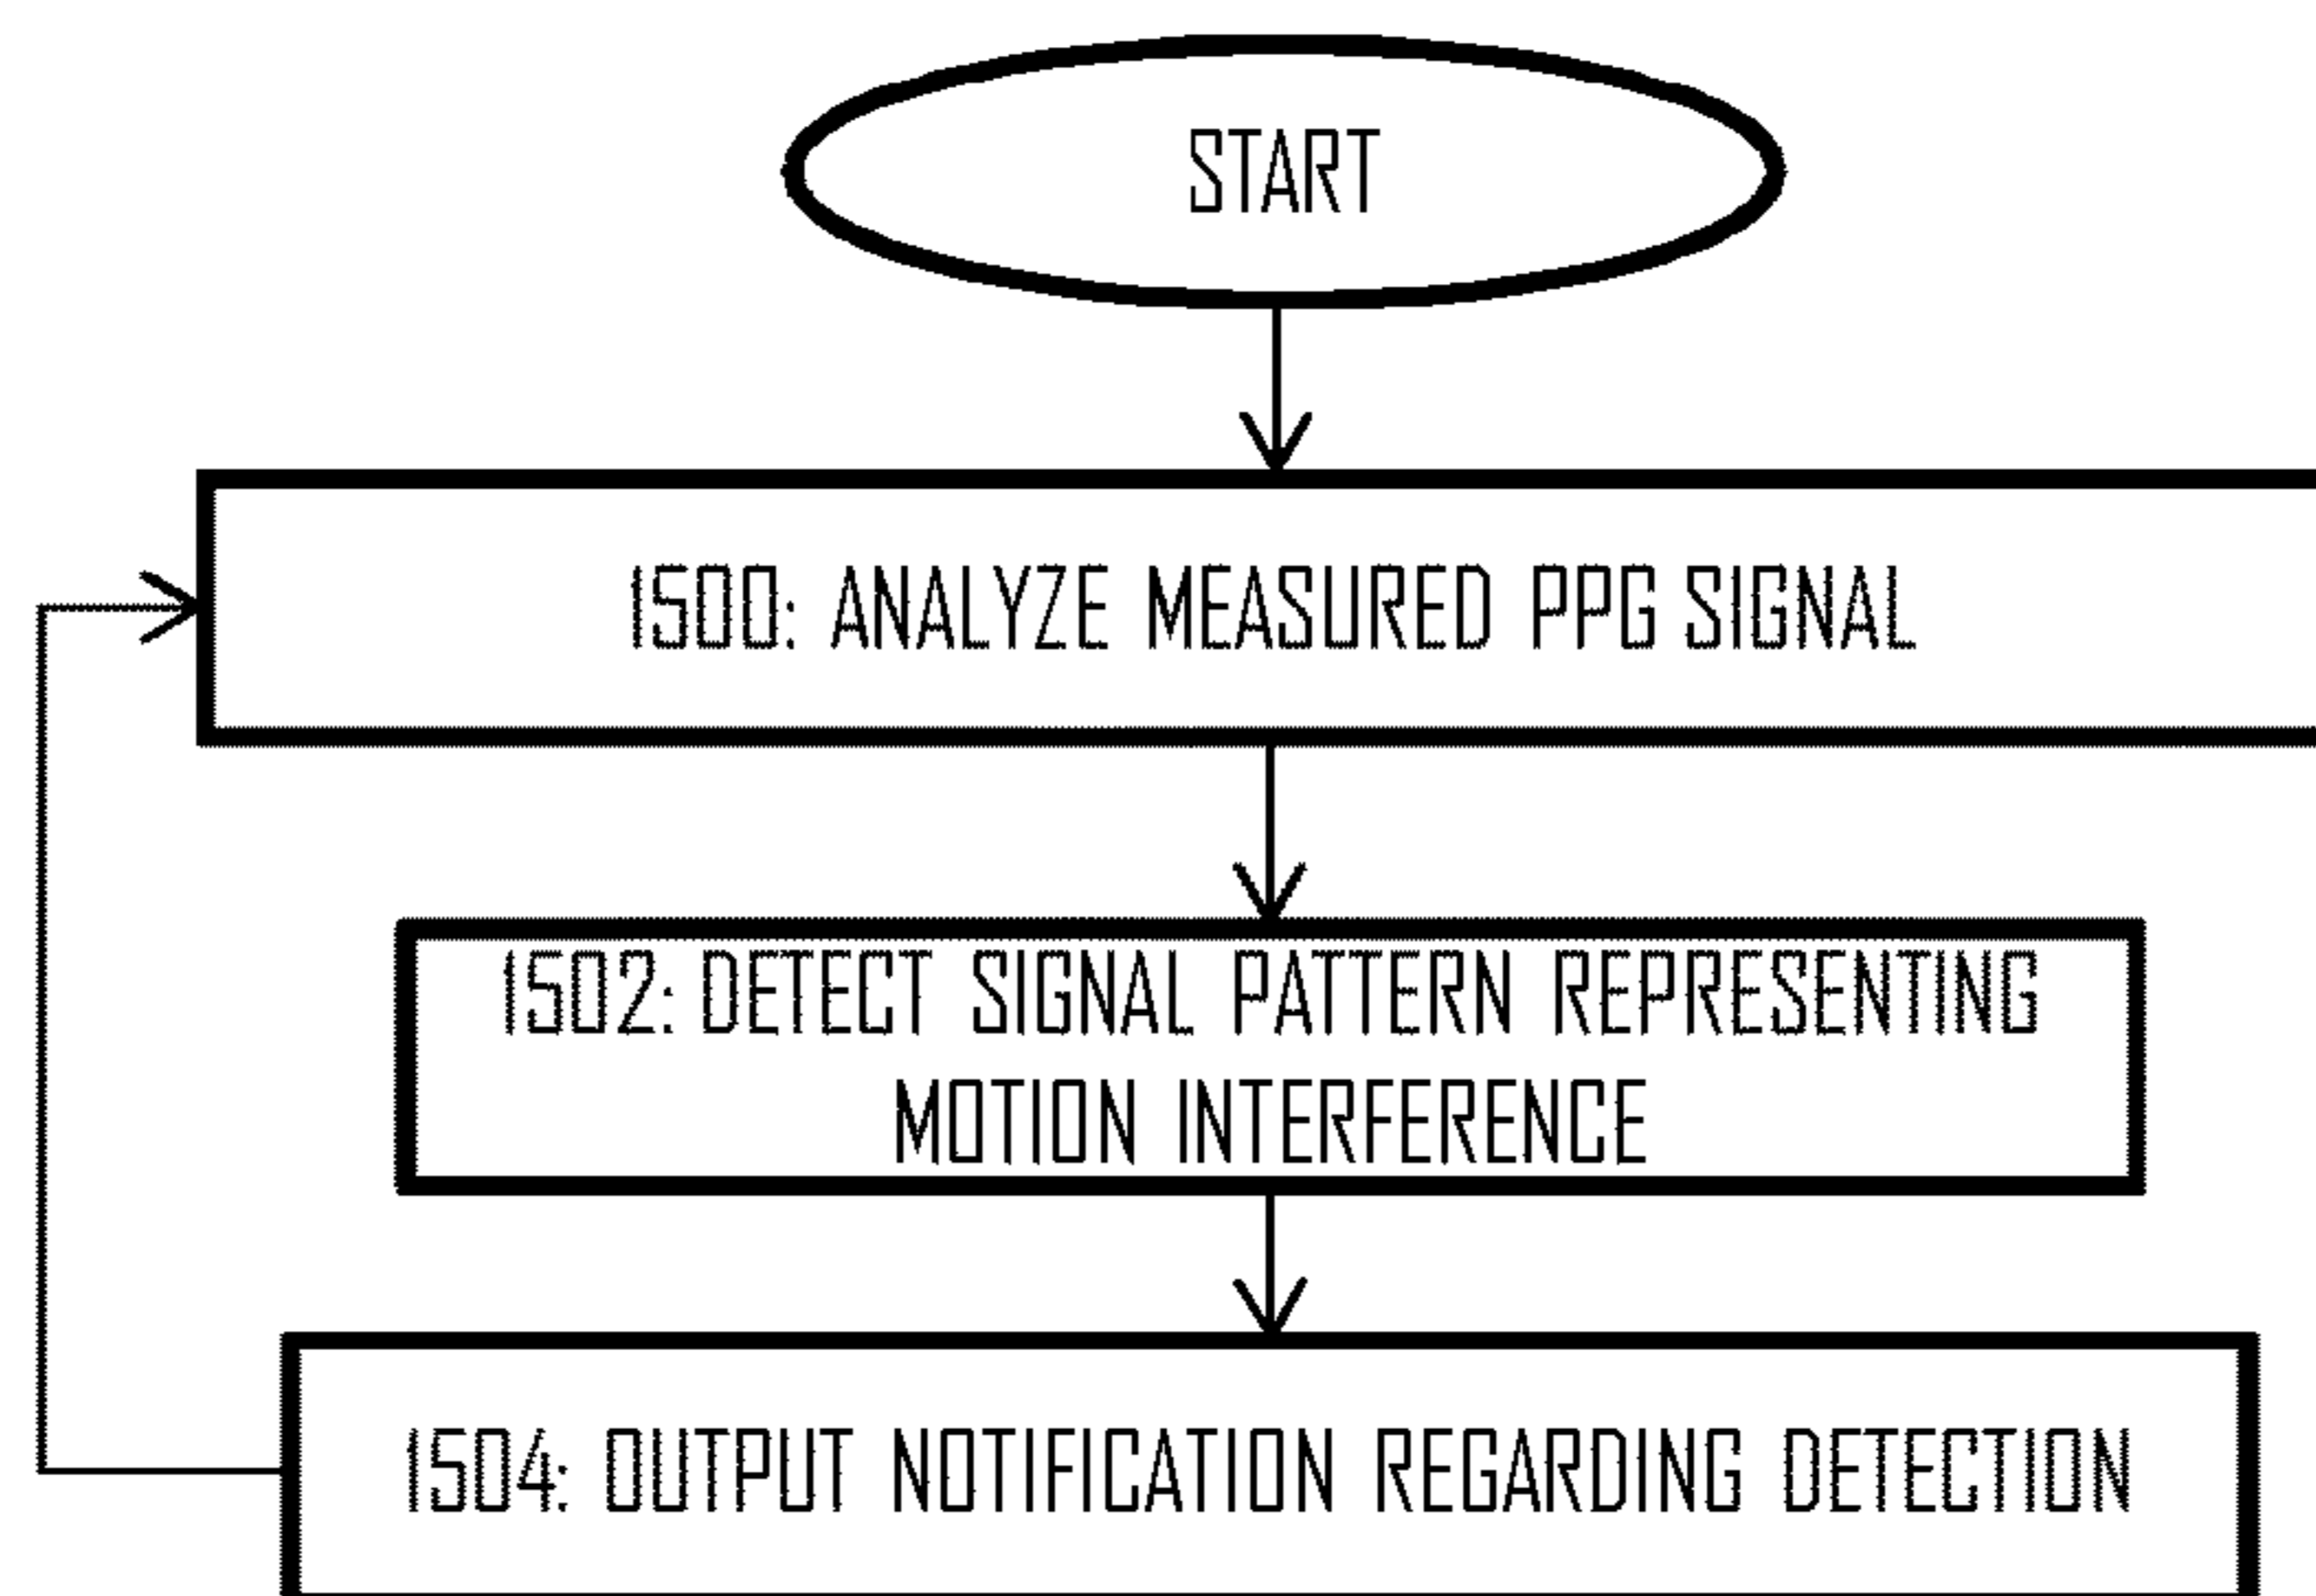 START
1500: ANALYZE MEASURED PPG SIGNAL
1502: DETECT SIGNAL PATTERN REPRESENTING
MOTION INTERFERENCE
1504: OUTPUT NOTIFICATION REGARDING DETECTION